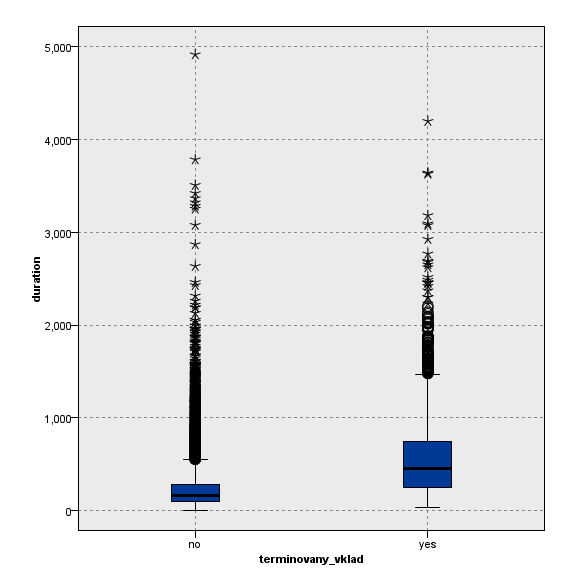 5,000
4,000
3,000
2,000
1,000
0
duration
no
yes
terminovany_vklad